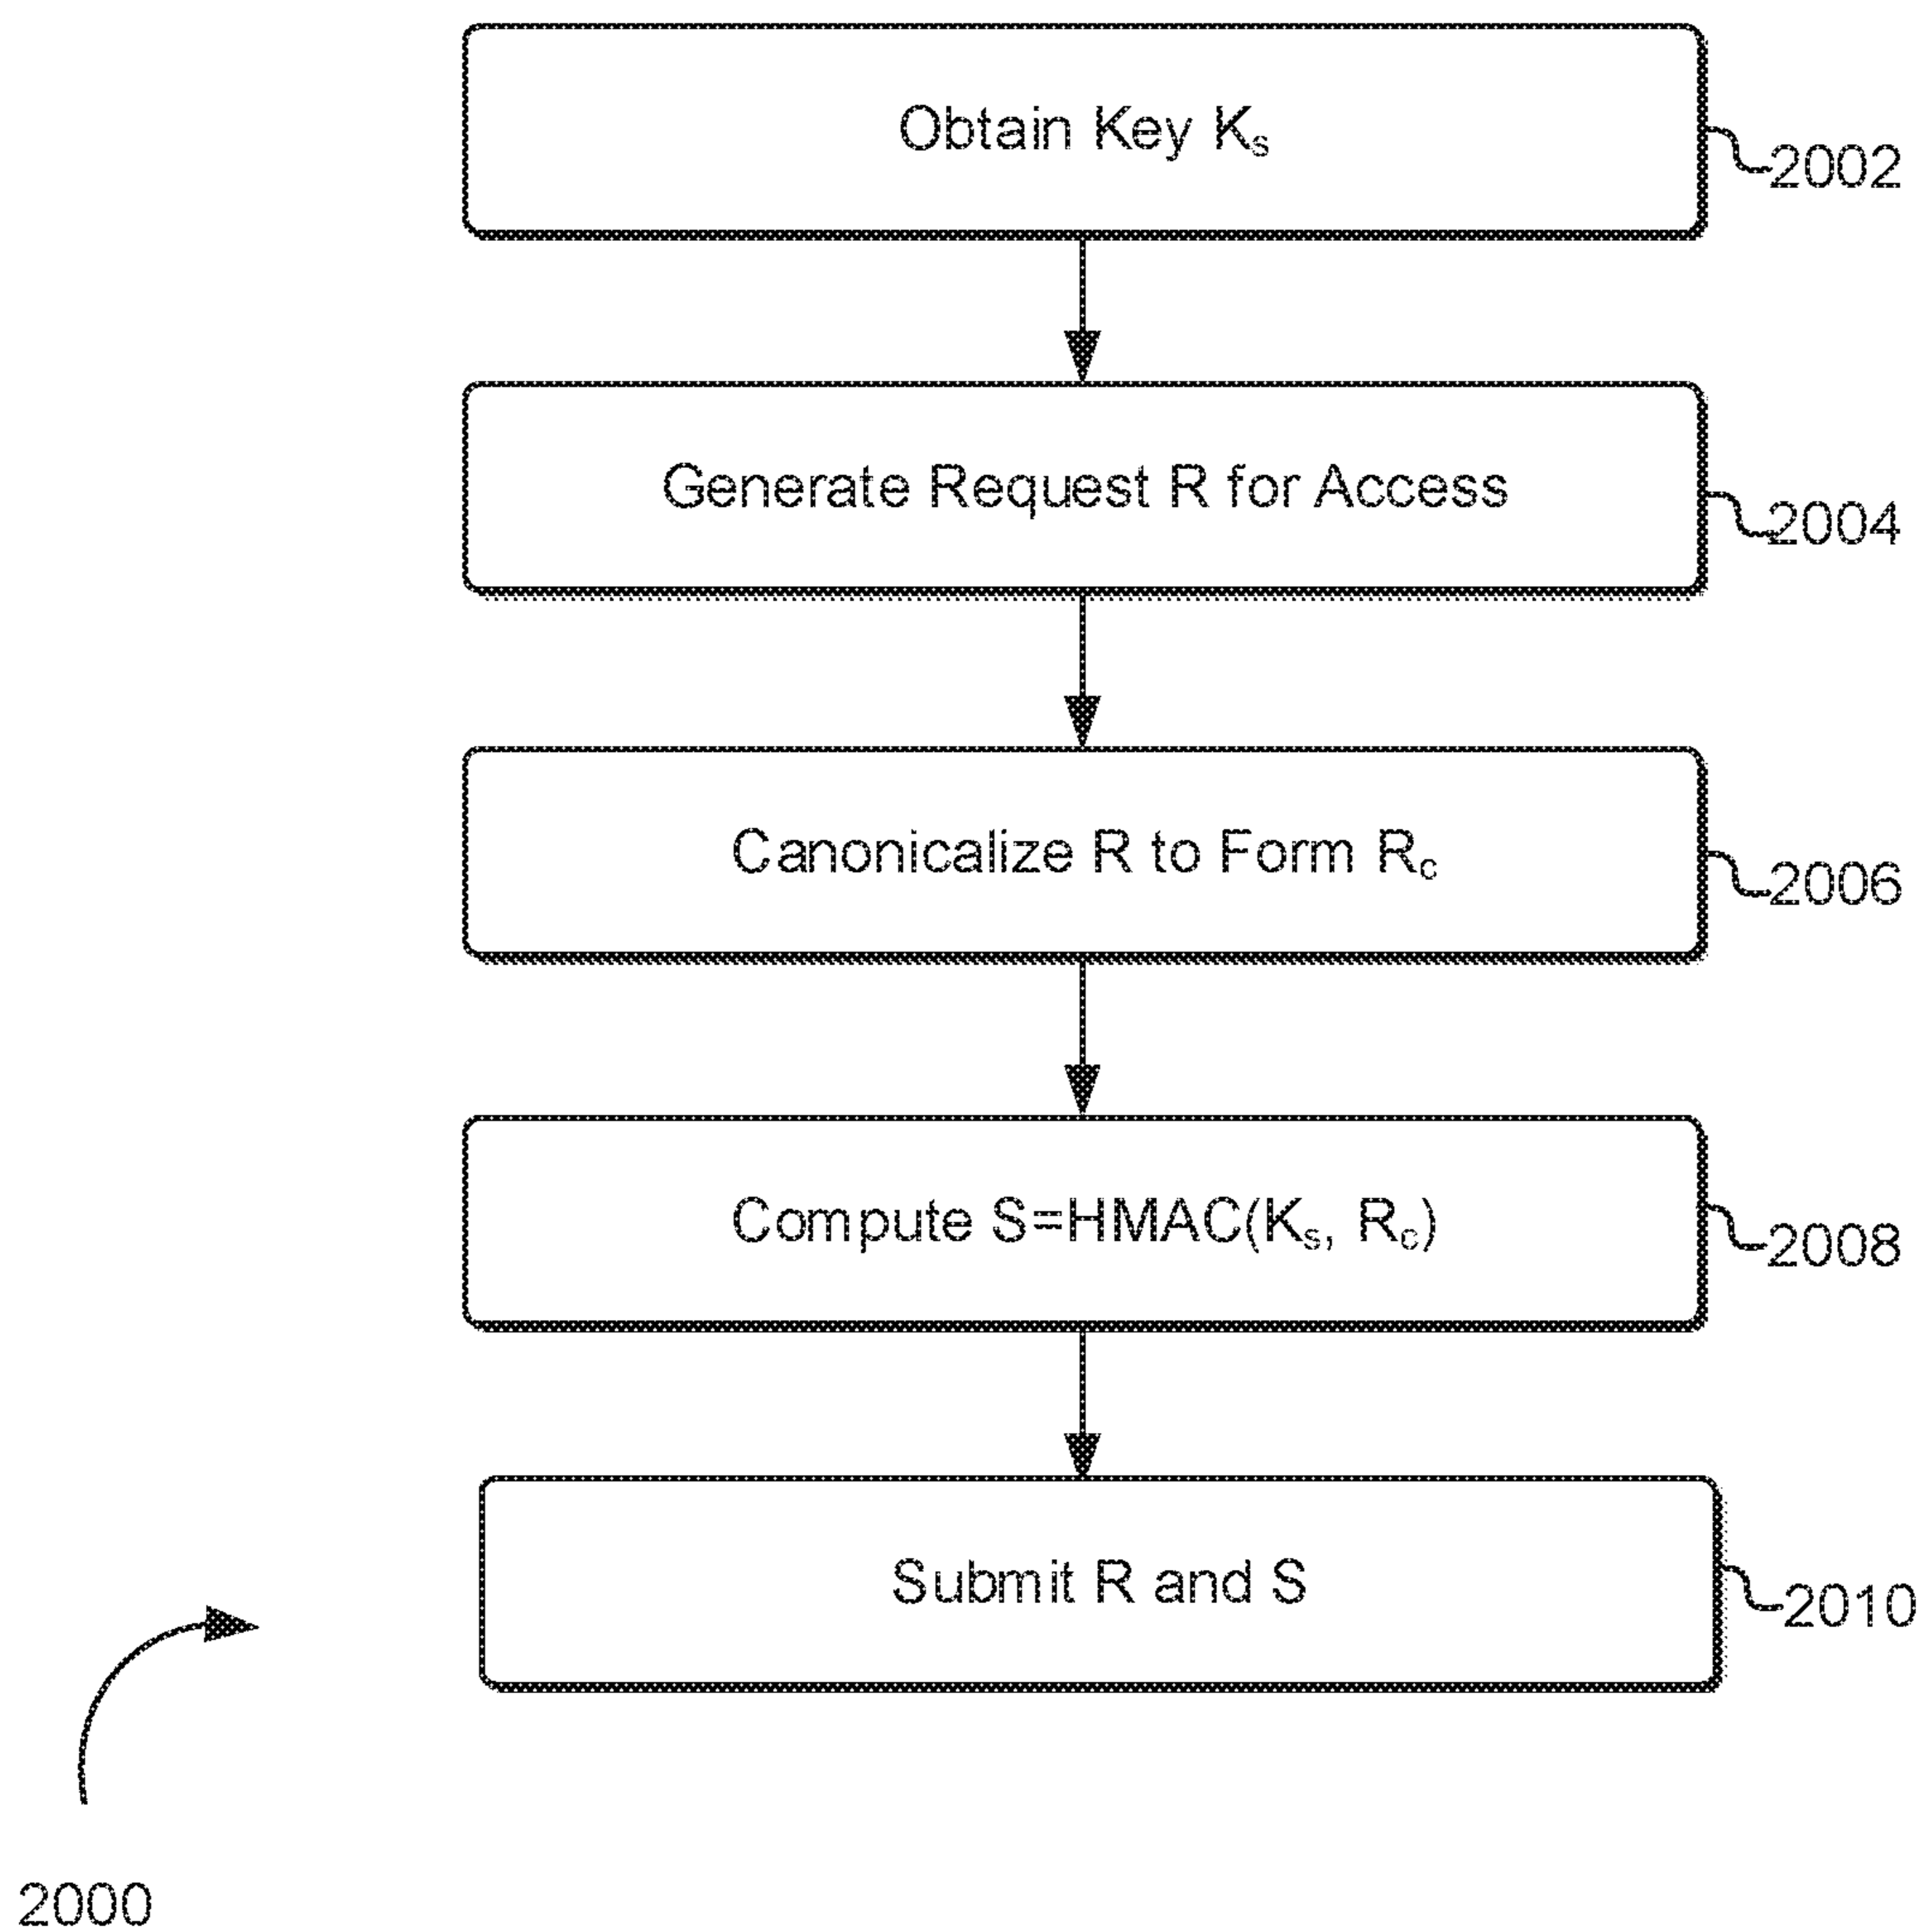 Obtain Key Kₛ
2002
Generate Request R for Access
2004
Canonicalize R to Form R꜀
2006
Compute S=HMAC(Kₛ, R꜀)
2008
Submit R and S
2010
2000